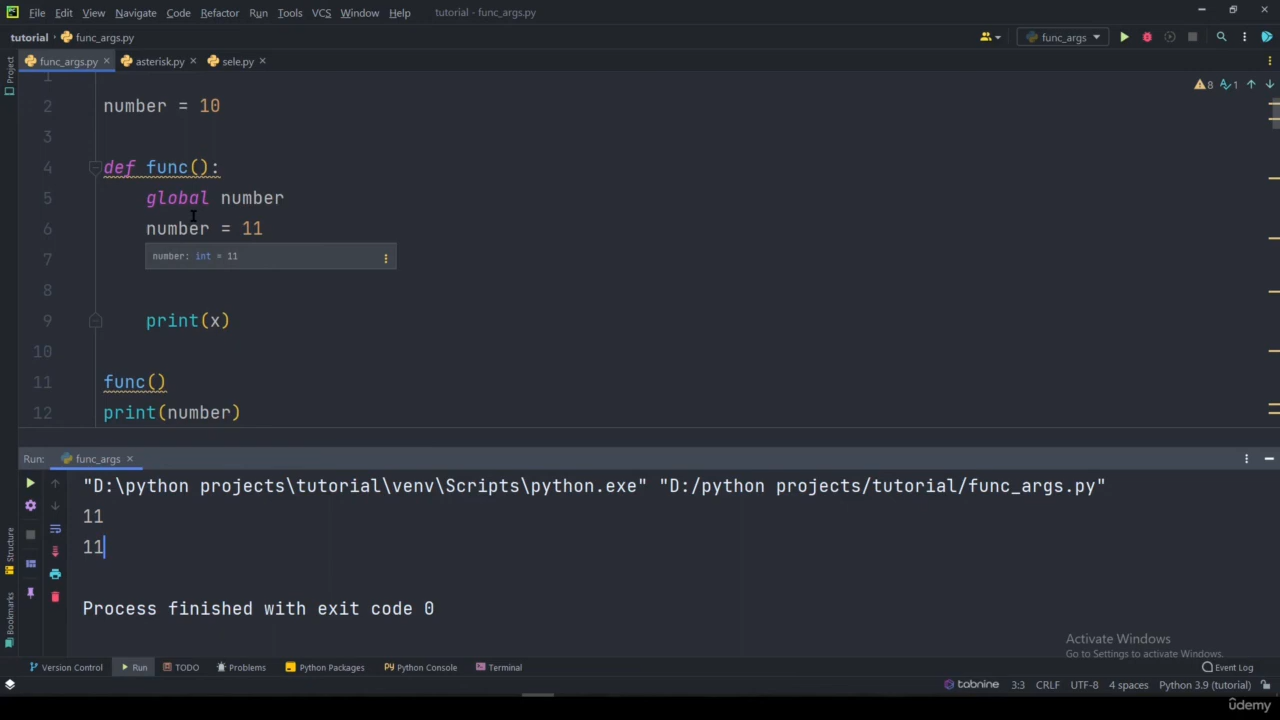 File Edit View Navigate Code Refactor Run Tools VCS Window Help tutorial - func_args.py
tutorial func_args.py func_args
func_args.py asterisk.py sele.py
Project
8 1
1
2 number = 10
3
4 def func():
5 global number
6 number = 11
7 number: int = 11
8
9 print(x)
10
11 func()
12 print(number)
Run: func_args
"D:\python projects\tutorial\venv\Scripts\python.exe" "D:/python projects/tutorial/func_args.py"
11
11
Process finished with exit code 0
Structure
Bookmarks
Activate Windows
Go to Settings to activate Windows.
Version Control Run TODO Problems Python Packages Python Console Terminal Event Log
tabnine 3:3 CRLF UTF-8 4 spaces Python 3.9 (tutorial)
ûdemy